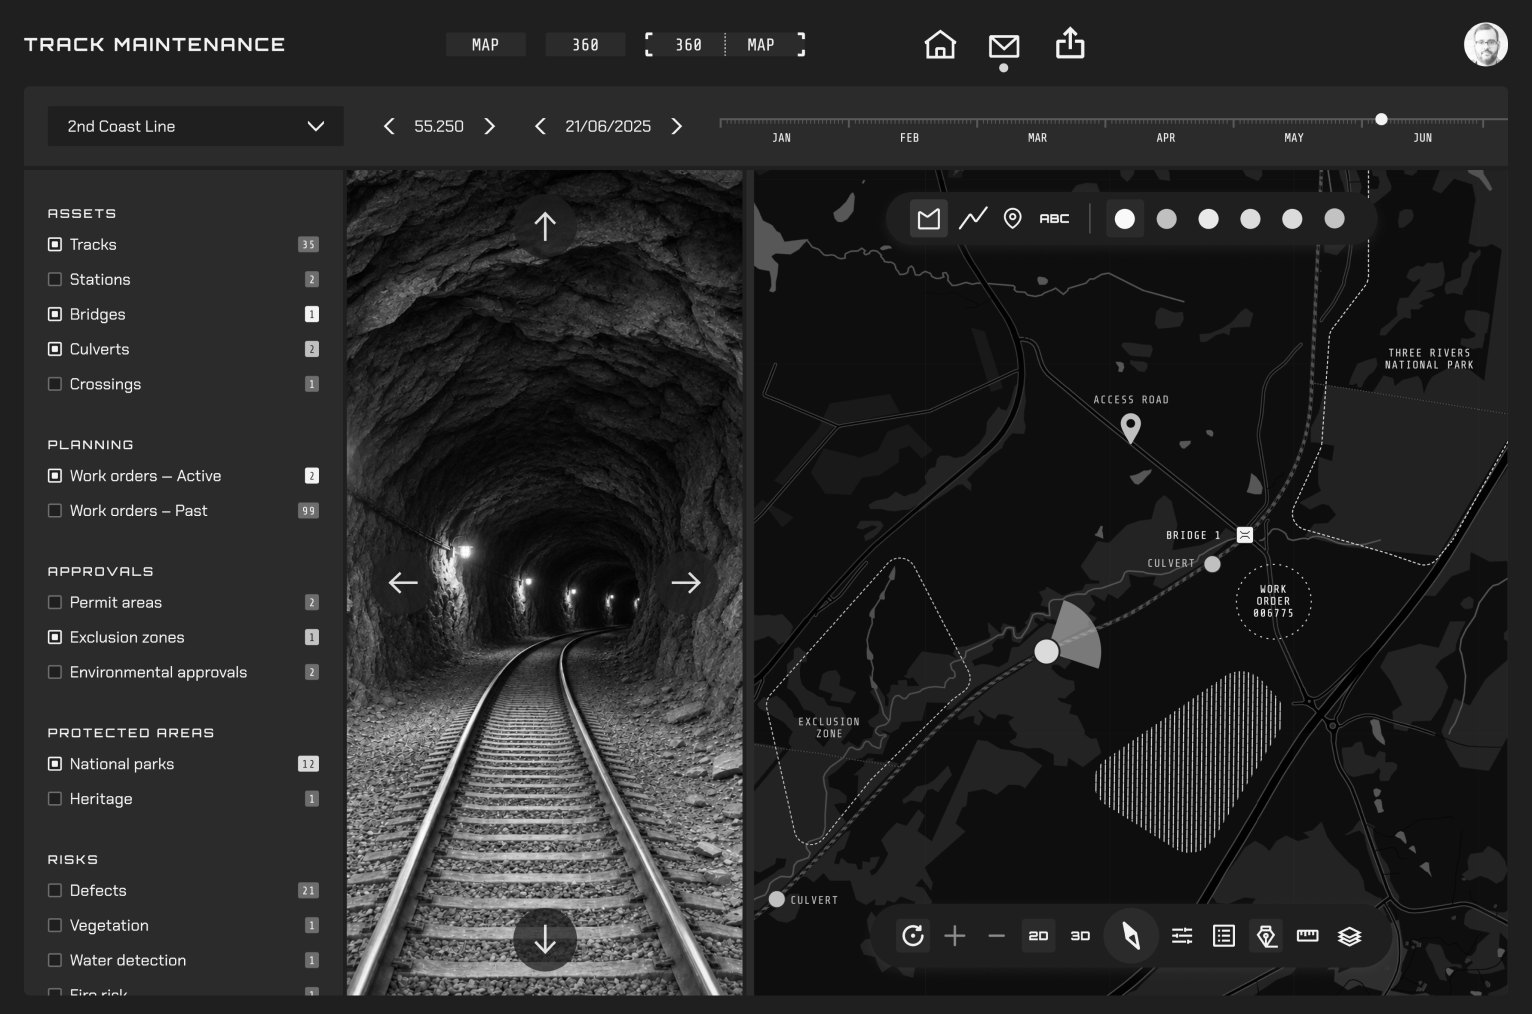 TRACK MAINTENANCE
MAP
360
360
MAP
2nd Coast Line
55.250
21/06/2025
JAN
FEB
MAR
APR
MAY
JUN
ASSETS
Tracks 35
Stations 2
Bridges 1
Culverts 2
Crossings 1
PLANNING
Work orders – Active 2
Work orders – Past 99
APPROVALS
Permit areas 2
Exclusion zones 1
Environmental approvals 2
PROTECTED AREAS
National parks 12
Heritage 1
RISKS
Defects 21
Vegetation 1
Water detection 1
Fire risk 1
ABC
THREE RIVERS
NATIONAL PARK
ACCESS ROAD
BRIDGE 1
CULVERT
WORK
ORDER
006775
EXCLUSION
ZONE
CULVERT
2D
3D